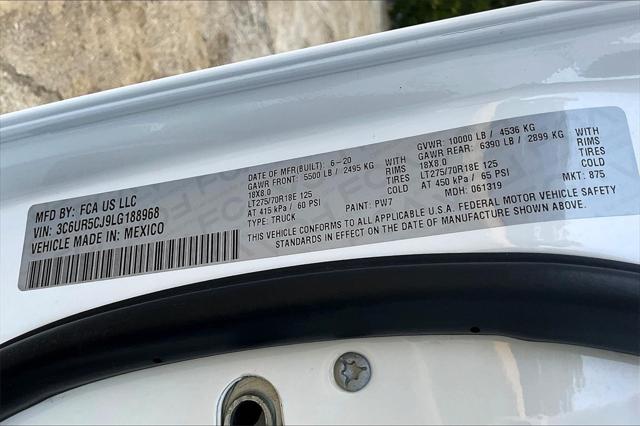 MFD BY: FCA US LLC
VIN: 3C6UR5CJ9LG188968
VEHICLE MADE IN: MEXICO
DATE OF MFR(BUILT): 6-20
GAWR FRONT: 5500 LB / 2495 KG WITH
18X8.0 RIMS
LT275/70R18E 125 TIRES
AT 415 kPa / 60 PSI COLD
TYPE: TRUCK PAINT: PW7
GVWR: 10000 LB / 4536 KG
GAWR REAR: 6390 LB / 2899 KG WITH
18X8.0 RIMS
LT275/70R18E 125 TIRES
AT 450 kPa / 65 PSI COLD
MDH: 061319 MKT: 875
THIS VEHICLE CONFORMS TO ALL APPLICABLE U.S.A. FEDERAL MOTOR VEHICLE SAFETY
STANDARDS IN EFFECT ON THE DATE OF MANUFACTURE SHOWN ABOVE.